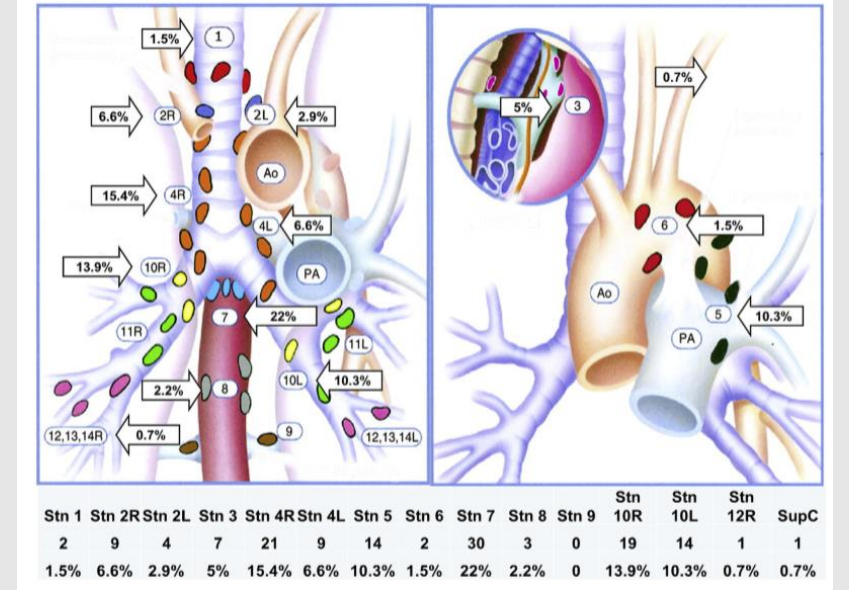 1.5%
1
6.6%
2R
2L
2.9%
Ao
15.4%
4R
4L
6.6%
13.9%
10R
PA
7
22%
11R
11L
2.2%
8
10L
10.3%
12,13,14R
0.7%
9
12,13,14L
0.7%
5%
3
6
1.5%
Ao
5
10.3%
PA
Stn 1 Stn 2R Stn 2L Stn 3 Stn 4R Stn 4L Stn 5 Stn 6 Stn 7 Stn 8 Stn 9 Stn 10R Stn 10L Stn 12R SupC
2 9 4 7 21 9 14 2 30 3 0 19 14 1 1
1.5% 6.6% 2.9% 5% 15.4% 6.6% 10.3% 1.5% 22% 2.2% 0 13.9% 10.3% 0.7% 0.7%